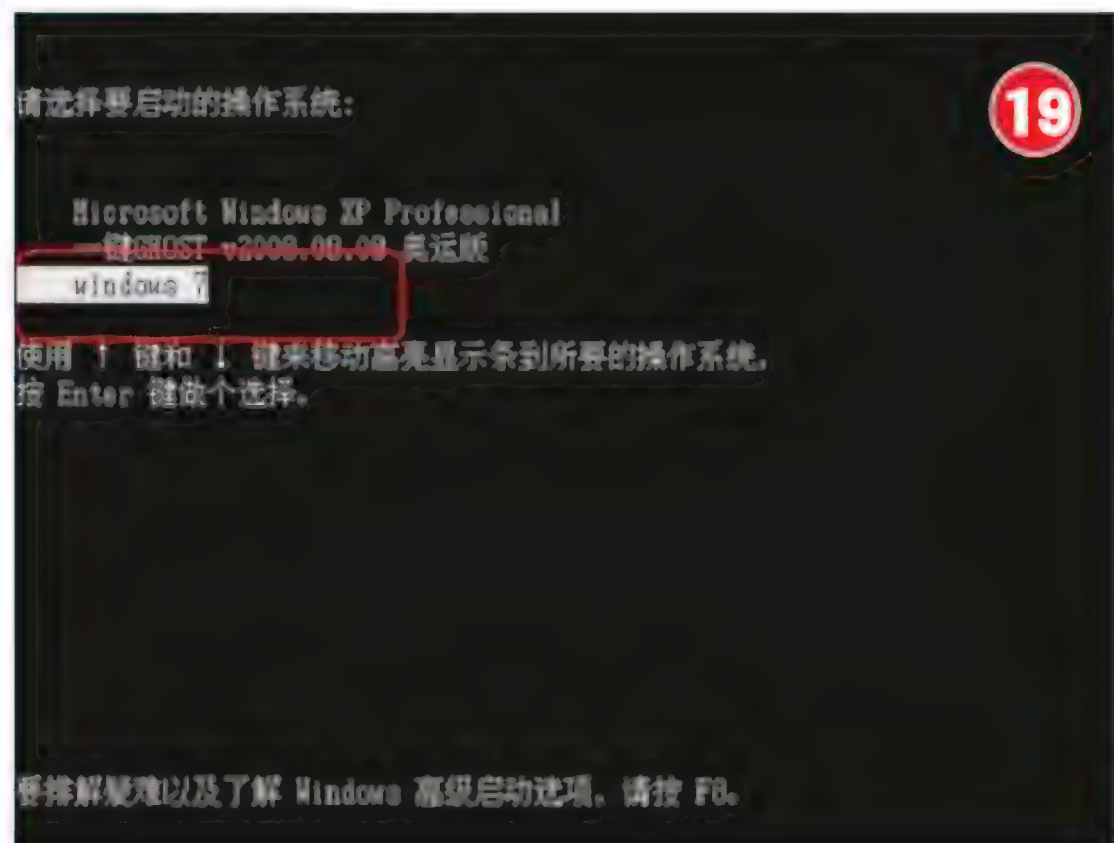 请选择要启动的操作系统:
19
Microsoft Windows XP Professional
一键GHOST v2008.08.08 奥运版
windows 7
使用 ↑ 键和 ↓ 键来移动高亮显示条到所要的操作系统,
按 Enter 键做个选择。
要排解疑难以及了解 Windows 高级启动选项, 请按 F8。